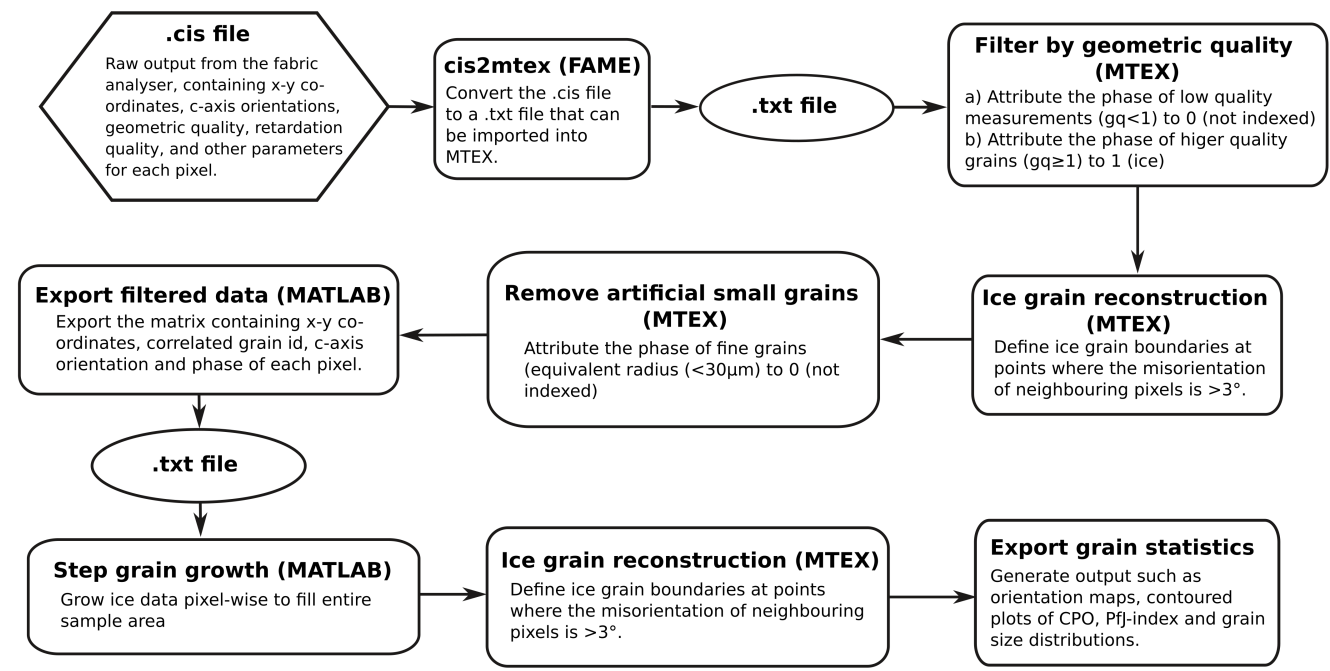 .cis file
Raw output from the fabric
analyser, containing x-y co-
ordinates, c-axis orientations,
geometric quality, retardation
quality, and other parameters
for each pixel.
cis2mtex (FAME)
Convert the .cis file
to a .txt file that can
be imported into
MTEX.
.txt file
Filter by geometric quality
(MTEX)
a) Attribute the phase of low quality
measurements (gq<1) to 0 (not indexed)
b) Attribute the phase of higer quality
grains (gq≥1) to 1 (ice)
Ice grain reconstruction
(MTEX)
Define ice grain boundaries at
points where the misorientation
of neighbouring pixels is >3°.
Remove artificial small grains
(MTEX)
Attribute the phase of fine grains
(equivalent radius (<30μm) to 0 (not
indexed)
Export filtered data (MATLAB)
Export the matrix containing x-y co-
ordinates, correlated grain id, c-axis
orientation and phase of each pixel.
.txt file
Step grain growth (MATLAB)
Grow ice data pixel-wise to fill entire
sample area
Ice grain reconstruction (MTEX)
Define ice grain boundaries at points
where the misorientation of neighbouring
pixels is >3°.
Export grain statistics
Generate output such as
orientation maps, contoured
plots of CPO, PfJ-index and grain
size distributions.